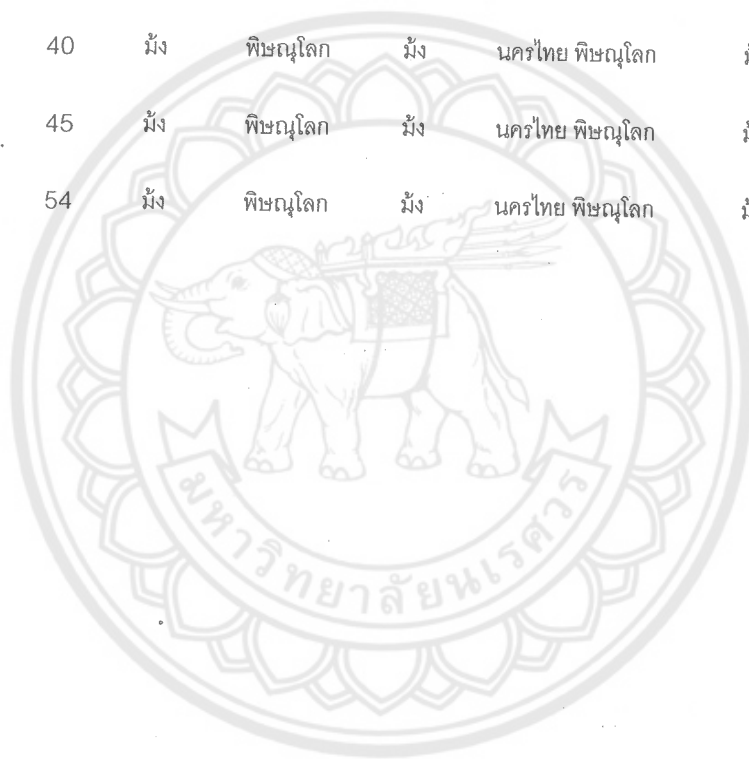 40 ม้ง พิษณุโลก ม้ง นครไทย พิษณุโลก
45 ม้ง พิษณุโลก ม้ง นครไทย พิษณุโลก
54 ม้ง พิษณุโลก ม้ง นครไทย พิษณุโลก
มหาวิทยาลัยนเรศวร